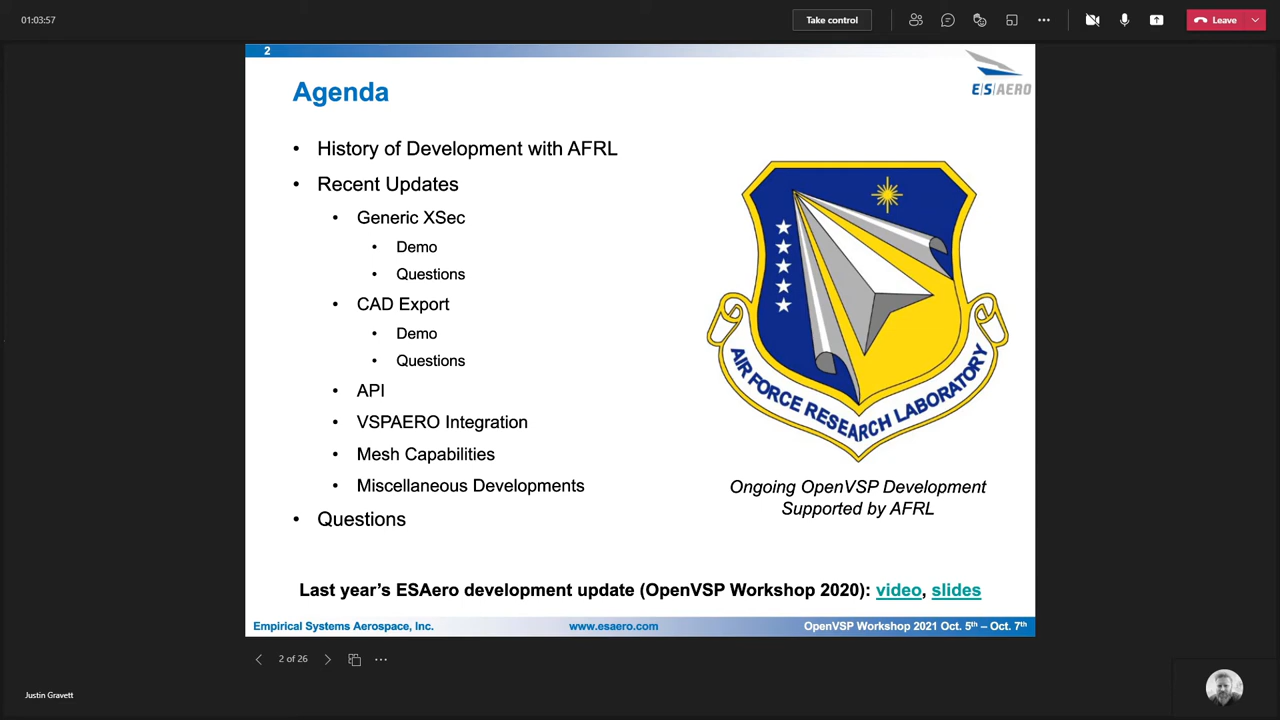 01:03:57
Take control
Leave
2
E|S|AERO
Agenda
• History of Development with AFRL
• Recent Updates
• Generic XSec
• Demo
• Questions
• CAD Export
• Demo
• Questions
• API
• VSPAERO Integration
• Mesh Capabilities
• Miscellaneous Developments
• Questions
AIR FORCE RESEARCH LABORATORY
Ongoing OpenVSP Development
Supported by AFRL
Last year’s ESAero development update (OpenVSP Workshop 2020): video, slides
Empirical Systems Aerospace, Inc. www.esaero.com OpenVSP Workshop 2021 Oct. 5th – Oct. 7th
2 of 26
Justin Gravett